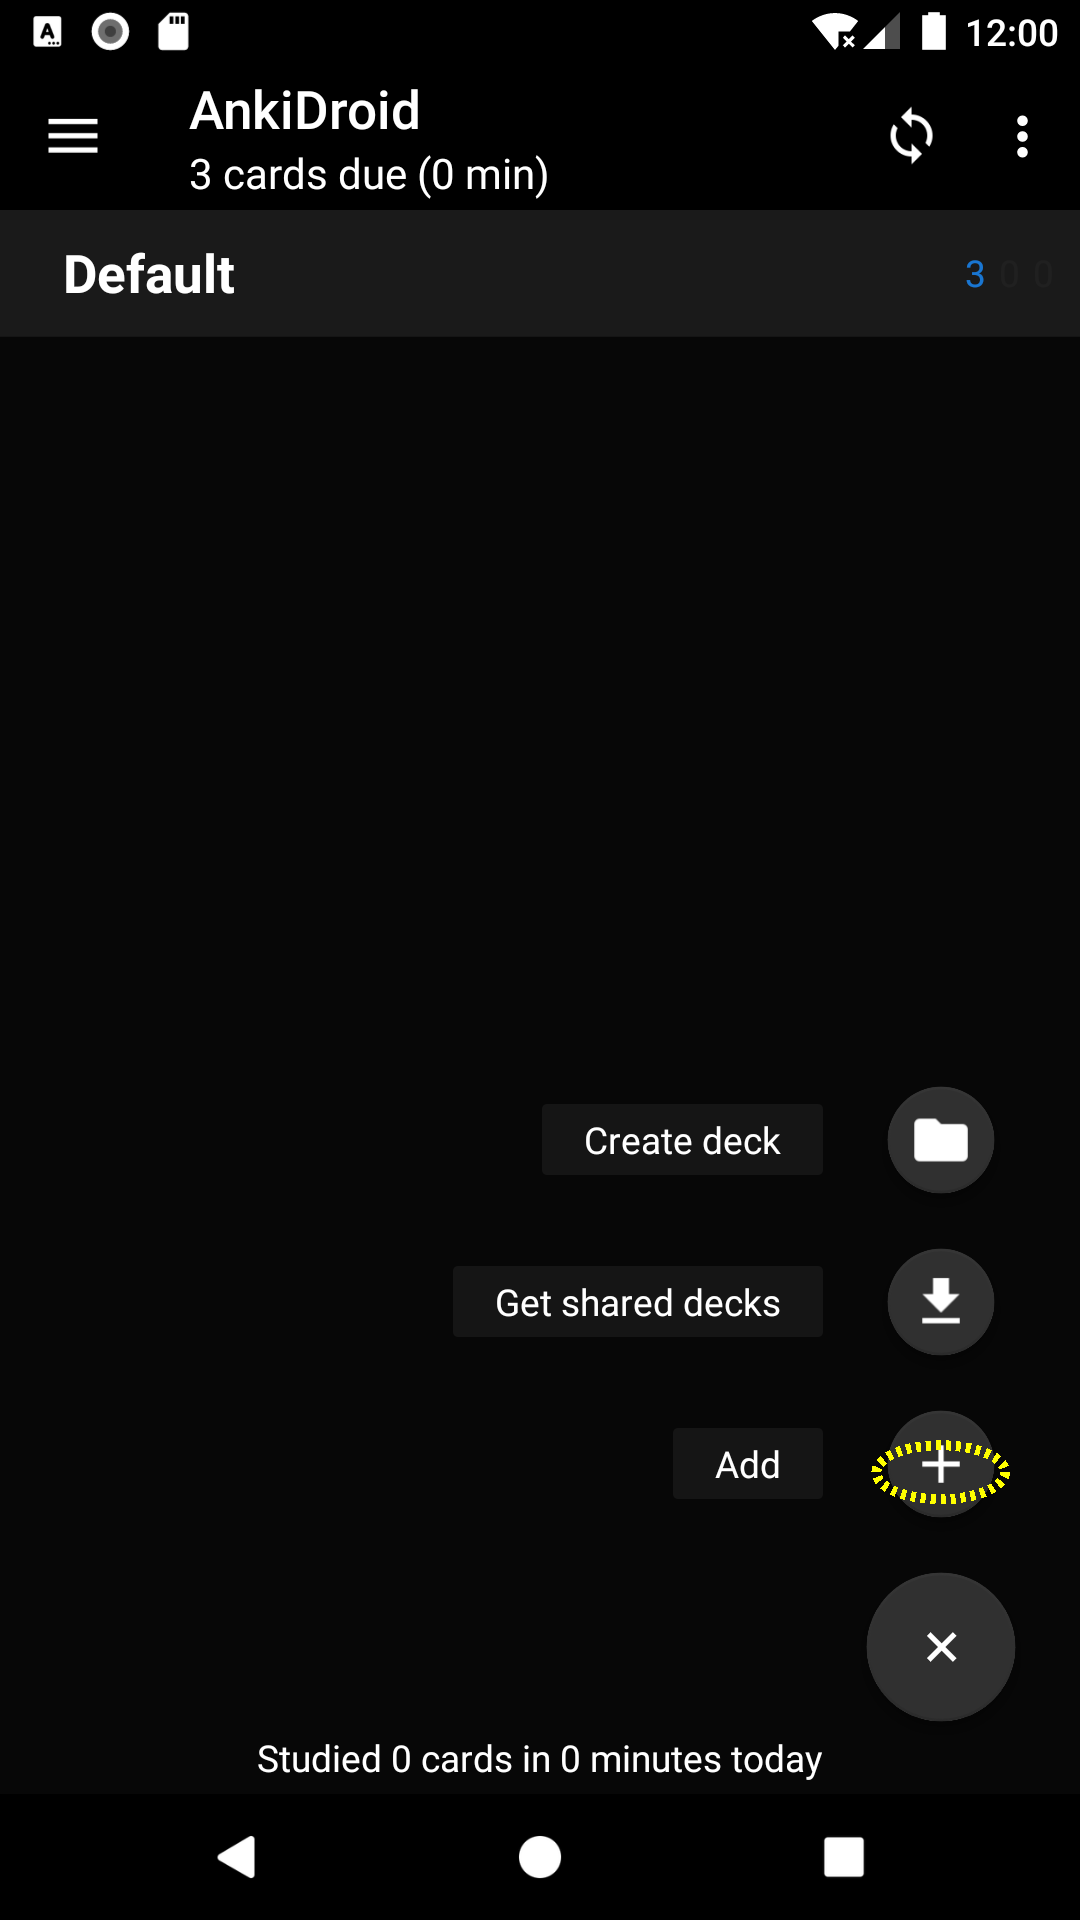 12:00
AnkiDroid
3 cards due (0 min)
Default
3 0 0
Create deck
Get shared decks
Add
Studied 0 cards in 0 minutes today